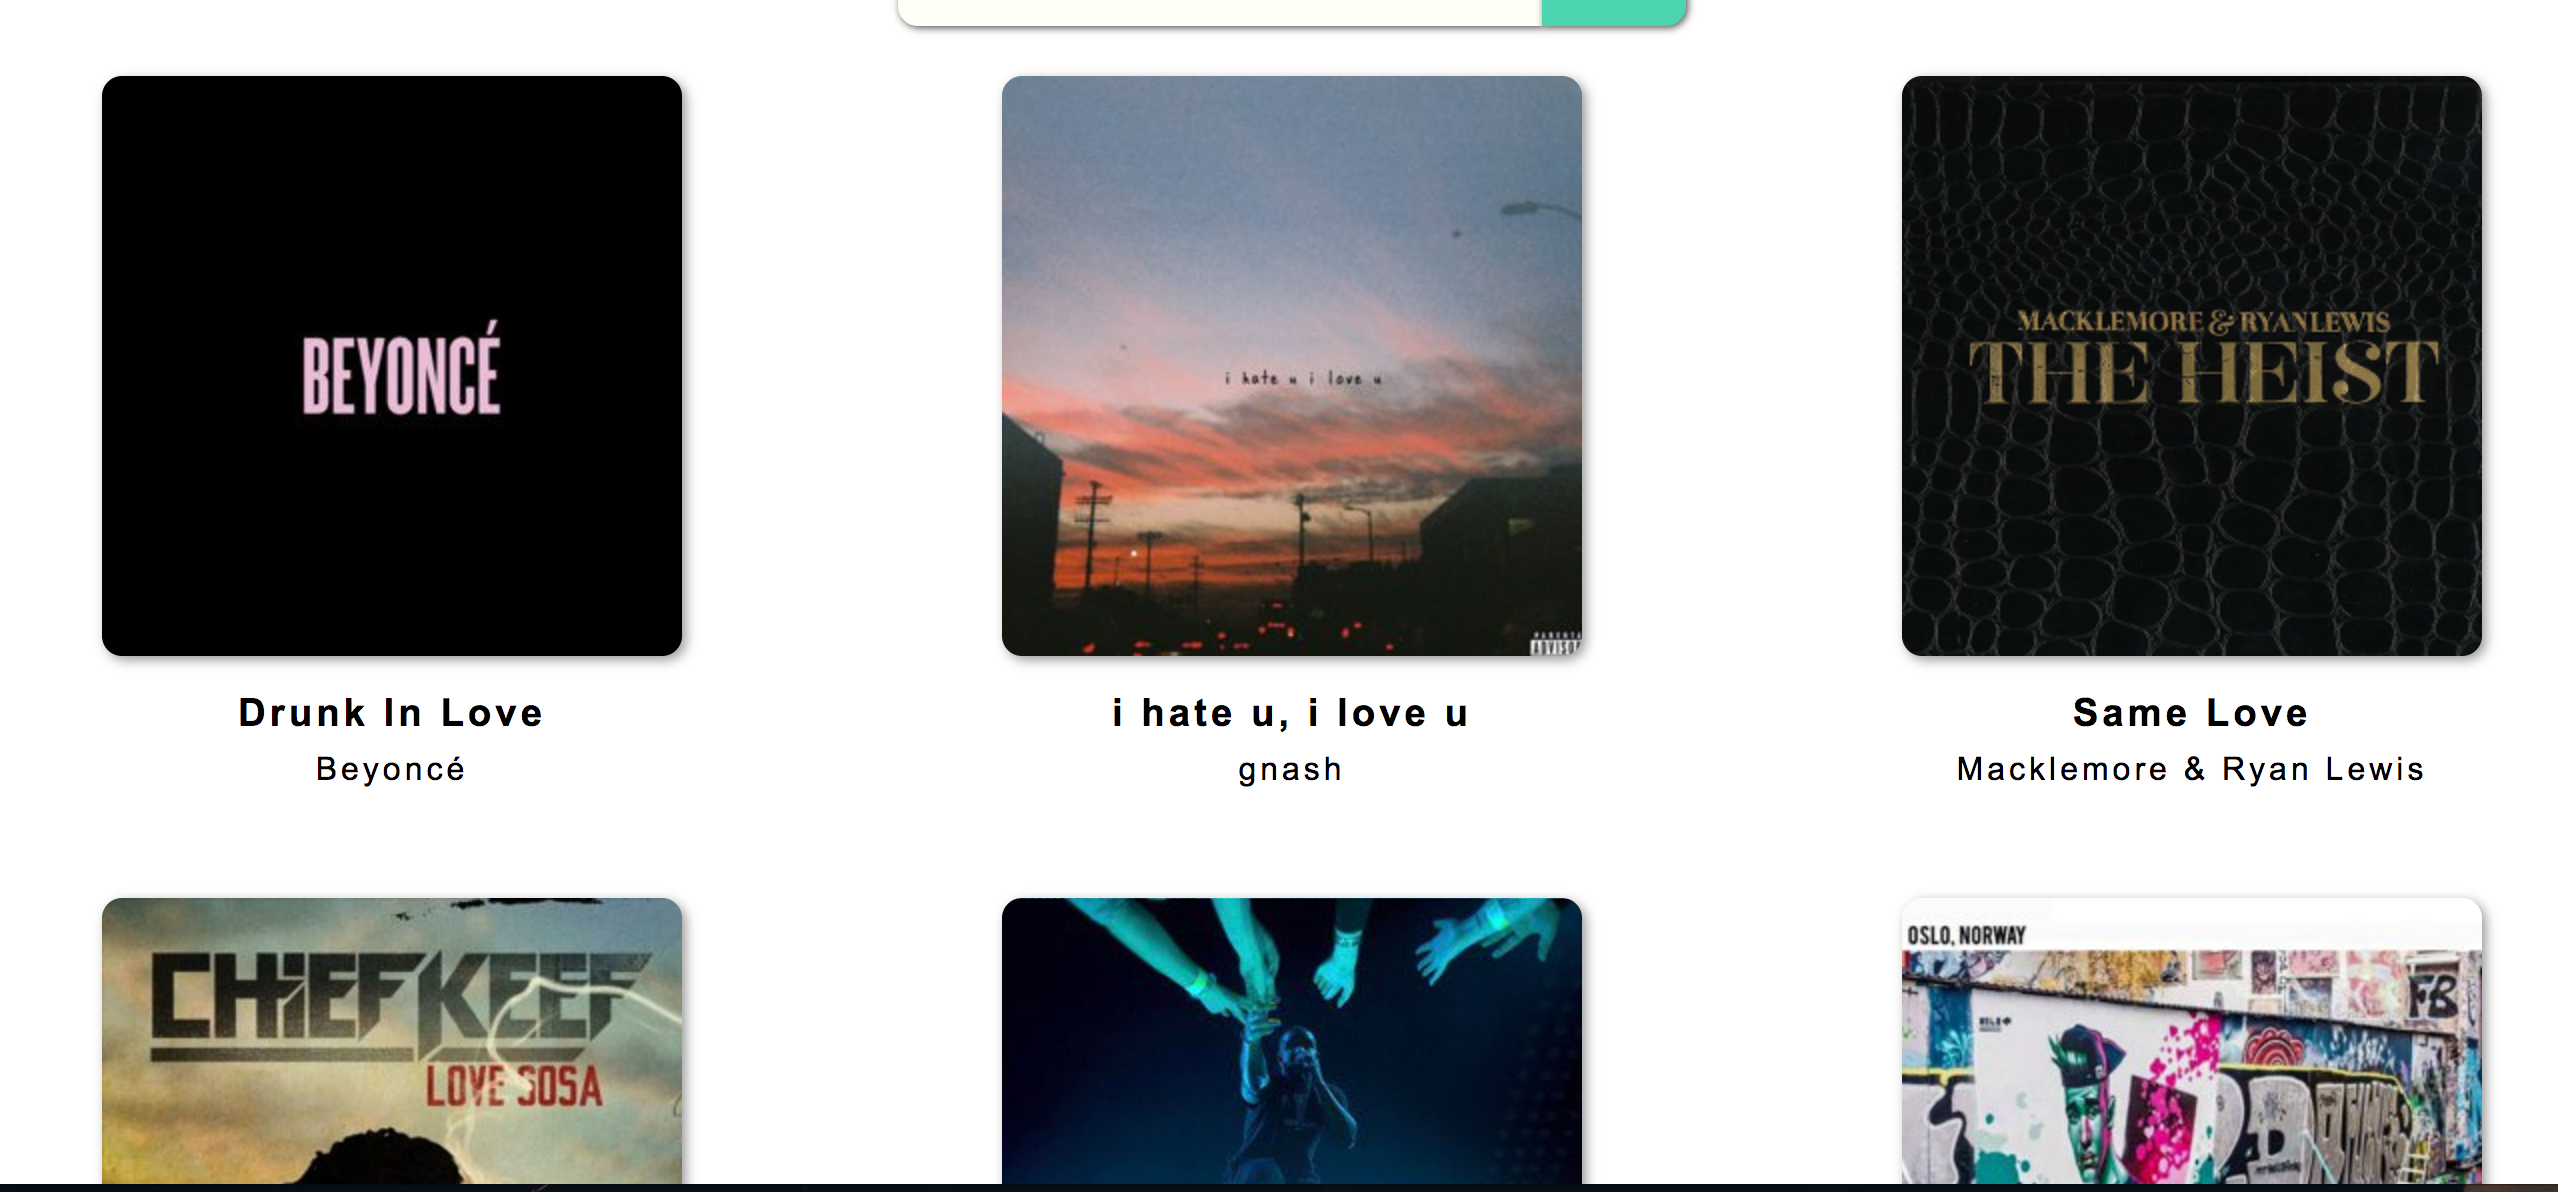 BEYONCÉ
i hate u i love u
MACKLEMORE & RYAN LEWIS
THE HEIST
Drunk In Love
i hate u, i love u
Same Love
Beyoncé
gnash
Macklemore & Ryan Lewis
CHIEF KEEF
LOVE SOSA
OSLO, NORWAY
FB